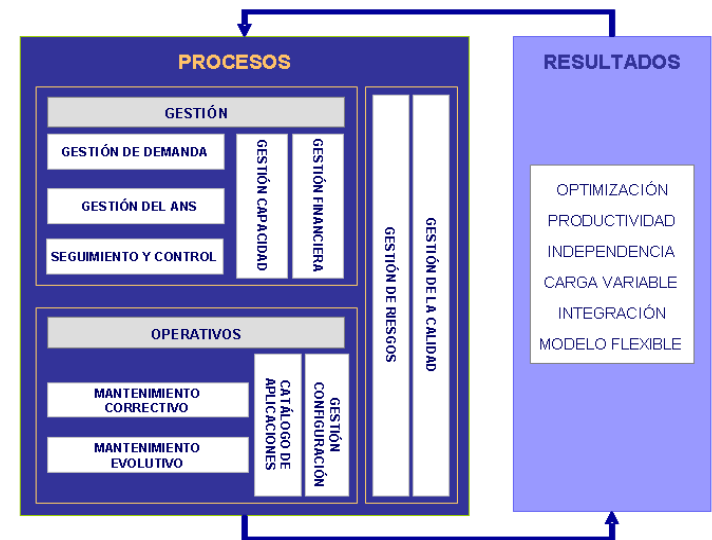 PROCESOS
GESTIÓN
GESTIÓN DE DEMANDA
GESTIÓN DEL ANS
SEGUIMIENTO Y CONTROL
GESTIÓN CAPACIDAD
GESTIÓN FINANCIERA
OPERATIVOS
MANTENIMIENTO
CORRECTIVO
MANTENIMIENTO
EVOLUTIVO
CATÁLOGO DE
APLICACIONES
GESTIÓN
CONFIGURACIÓN
GESTIÓN DE RIESGOS
GESTIÓN DE LA CALIDAD
RESULTADOS
OPTIMIZACIÓN
PRODUCTIVIDAD
INDEPENDENCIA
CARGA VARIABLE
INTEGRACIÓN
MODELO FLEXIBLE